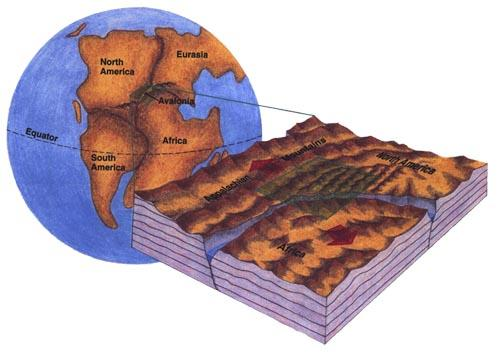 North
America
Eurasia
Avalonia
Equator
South
America
Africa
Appalachian Mountains
North America
Africa